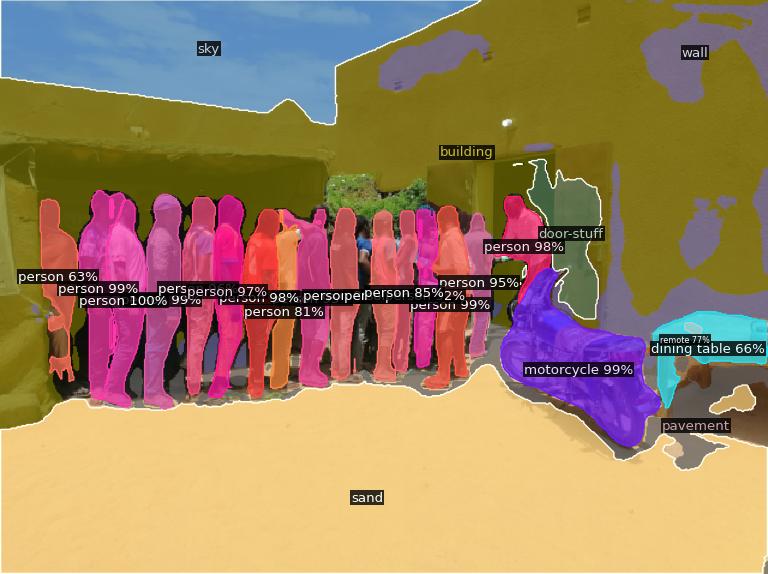 sky
wall
building
door-stuff
person 98%
person 63%
person 99%
person 100%
99%
person 97%
98%
person 81%
person 85%
person 95%
2%
99%
remote 77%
dining table 66%
motorcycle 99%
pavement
sand